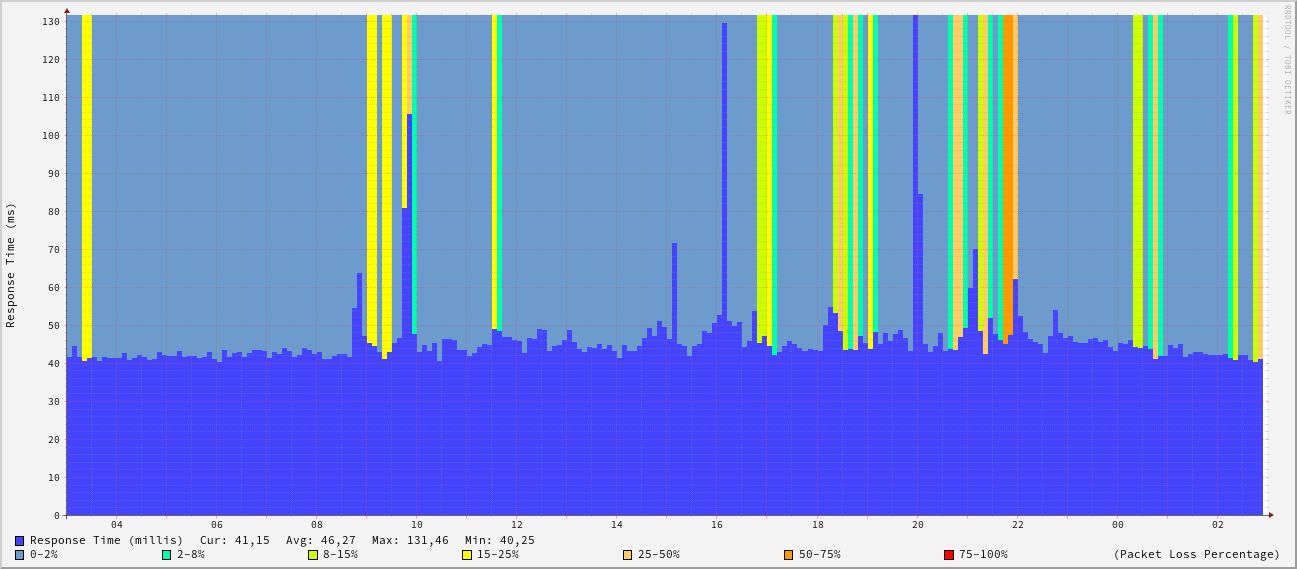 RRDTOOL / TOBI OETIKER
Response Time (ms)
130
120
110
100
90
80
70
60
50
40
30
20
10
0
04 06 08 10 12 14 16 18 20 22 00 02
Response Time (millis) Cur: 41,15 Avg: 46,27 Max: 131,46 Min: 40,25
0-2% 2-8% 8-15% 15-25% 25-50% 50-75% 75-100% (Packet Loss Percentage)